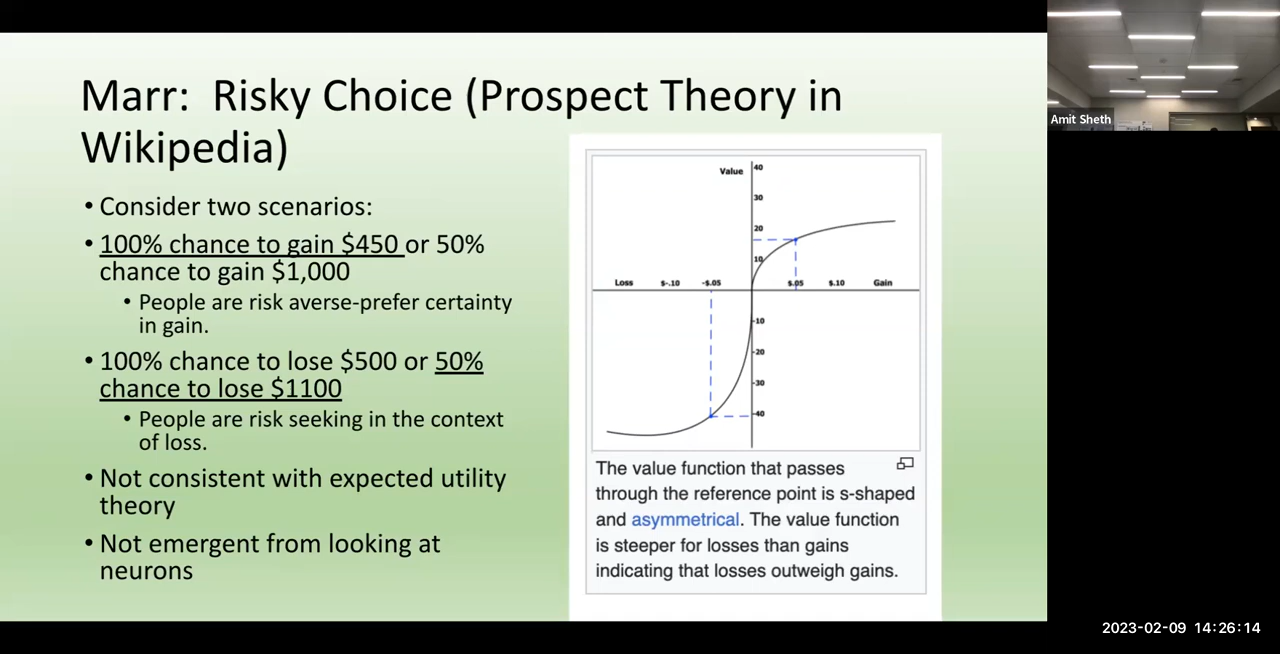 Marr: Risky Choice (Prospect Theory in
Wikipedia)
• Consider two scenarios:
• 100% chance to gain $450 or 50%
chance to gain $1,000
• People are risk averse-prefer certainty
in gain.
• 100% chance to lose $500 or 50%
chance to lose $1100
• People are risk seeking in the context
of loss.
• Not consistent with expected utility
theory
• Not emergent from looking at
neurons
Value
40
30
20
10
Loss $-.10 -$.05 $.05 $.10 Gain
-10
-20
-30
-40
The value function that passes
through the reference point is s-shaped
and asymmetrical. The value function
is steeper for losses than gains
indicating that losses outweigh gains.
Amit Sheth
2023-02-09 14:26:14